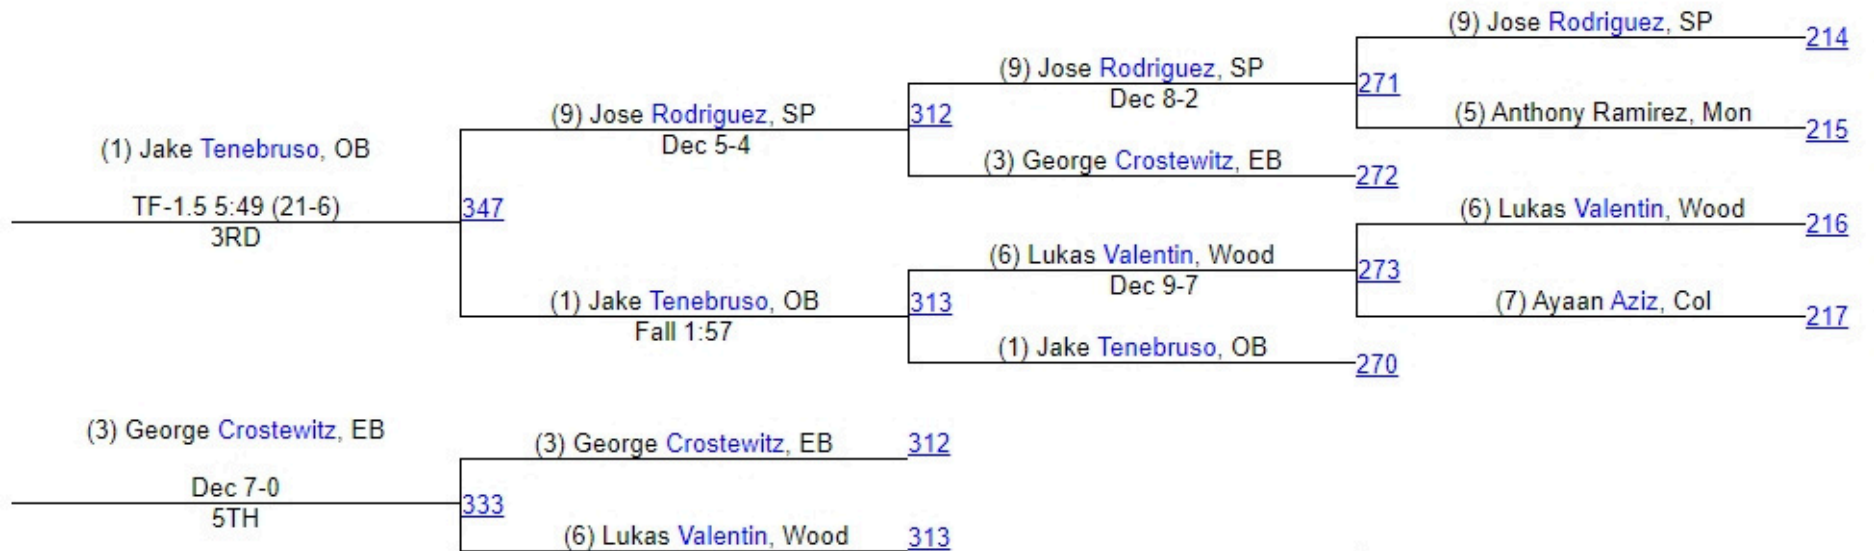 (9) Jose Rodriguez, SP
214
(9) Jose Rodriguez, SP
271
Dec 8-2
(9) Jose Rodriguez, SP
312
(5) Anthony Ramirez, Mon
215
Dec 5-4
(1) Jake Tenebruso, OB
(3) George Crostewitz, EB
272
TF-1.5 5:49 (21-6)
347
(6) Lukas Valentin, Wood
216
3RD
(6) Lukas Valentin, Wood
273
Dec 9-7
(1) Jake Tenebruso, OB
313
(7) Ayaan Aziz, Col
217
Fall 1:57
(1) Jake Tenebruso, OB
270
(3) George Crostewitz, EB
(3) George Crostewitz, EB
312
Dec 7-0
333
5TH
(6) Lukas Valentin, Wood
313